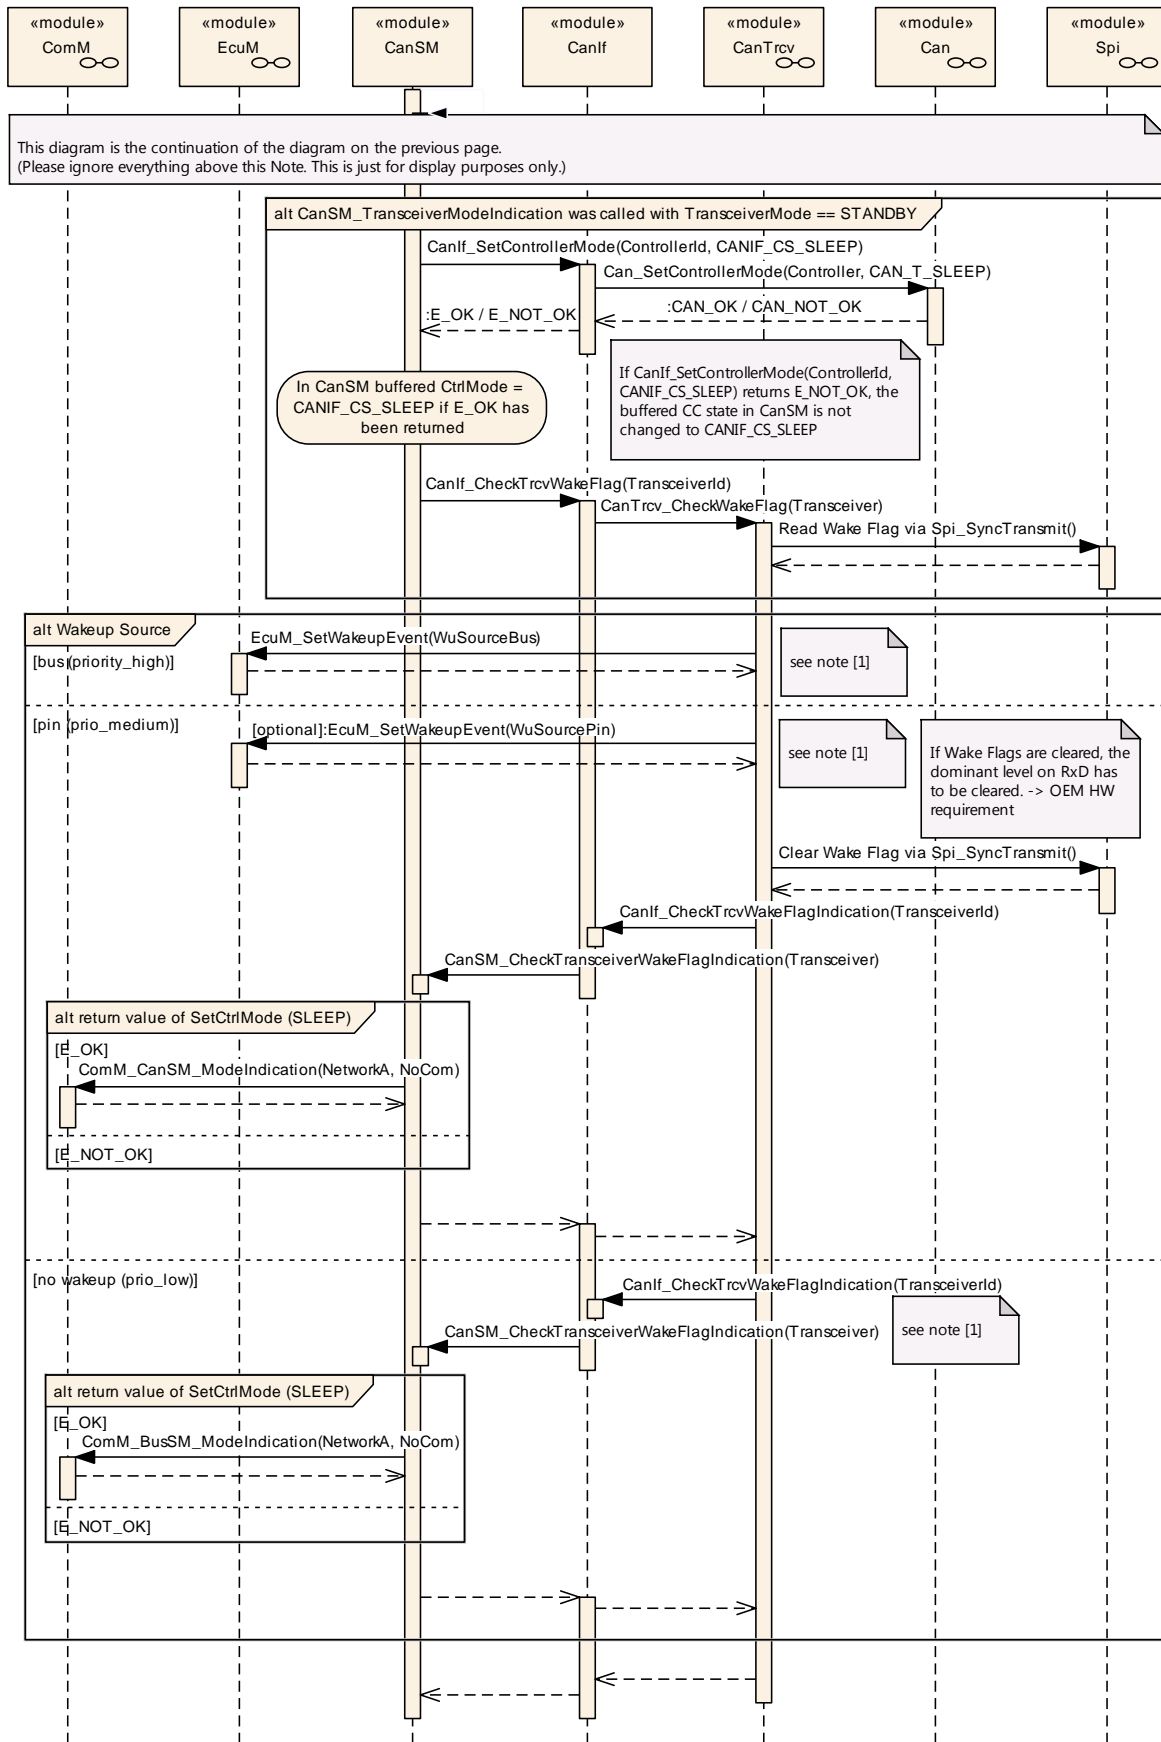 «module»
ComM
«module»
EcuM
«module»
CanSM
«module»
CanIf
«module»
CanTrcv
«module»
Can
«module»
Spi
This diagram is the continuation of the diagram on the previous page.
(Please ignore everything above this Note. This is just for display purposes only.)
alt CanSM_TransceiverModeIndication was called with TransceiverMode == STANDBY
CanIf_SetControllerMode(ControllerId, CANIF_CS_SLEEP)
Can_SetControllerMode(Controller, CAN_T_SLEEP)
:CAN_OK / CAN_NOT_OK
:E_OK / E_NOT_OK
If CanIf_SetControllerMode(ControllerId,
CANIF_CS_SLEEP) returns E_NOT_OK, the
buffered CC state in CanSM is not
changed to CANIF_CS_SLEEP
In CanSM buffered CtrlMode =
CANIF_CS_SLEEP if E_OK has
been returned
CanIf_CheckTrcvWakeFlag(TransceiverId)
CanTrcv_CheckWakeFlag(Transceiver)
Read Wake Flag via Spi_SyncTransmit()
alt Wakeup Source
EcuM_SetWakeupEvent(WuSourceBus)
[bus (priority_high)]
see note [1]
[pin (prio_medium)]
[optional]:EcuM_SetWakeupEvent(WuSourcePin)
see note [1]
If Wake Flags are cleared, the
dominant level on RxD has
to be cleared. -> OEM HW
requirement
Clear Wake Flag via Spi_SyncTransmit()
CanIf_CheckTrcvWakeFlagIndication(TransceiverId)
CanSM_CheckTransceiverWakeFlagIndication(Transceiver)
alt return value of SetCtrlMode (SLEEP)
[E_OK]
ComM_CanSM_ModeIndication(NetworkA, NoCom)
[E_NOT_OK]
[no wakeup (prio_low)]
CanIf_CheckTrcvWakeFlagIndication(TransceiverId)
see note [1]
CanSM_CheckTransceiverWakeFlagIndication(Transceiver)
alt return value of SetCtrlMode (SLEEP)
[E_OK]
ComM_BusSM_ModeIndication(NetworkA, NoCom)
[E_NOT_OK]